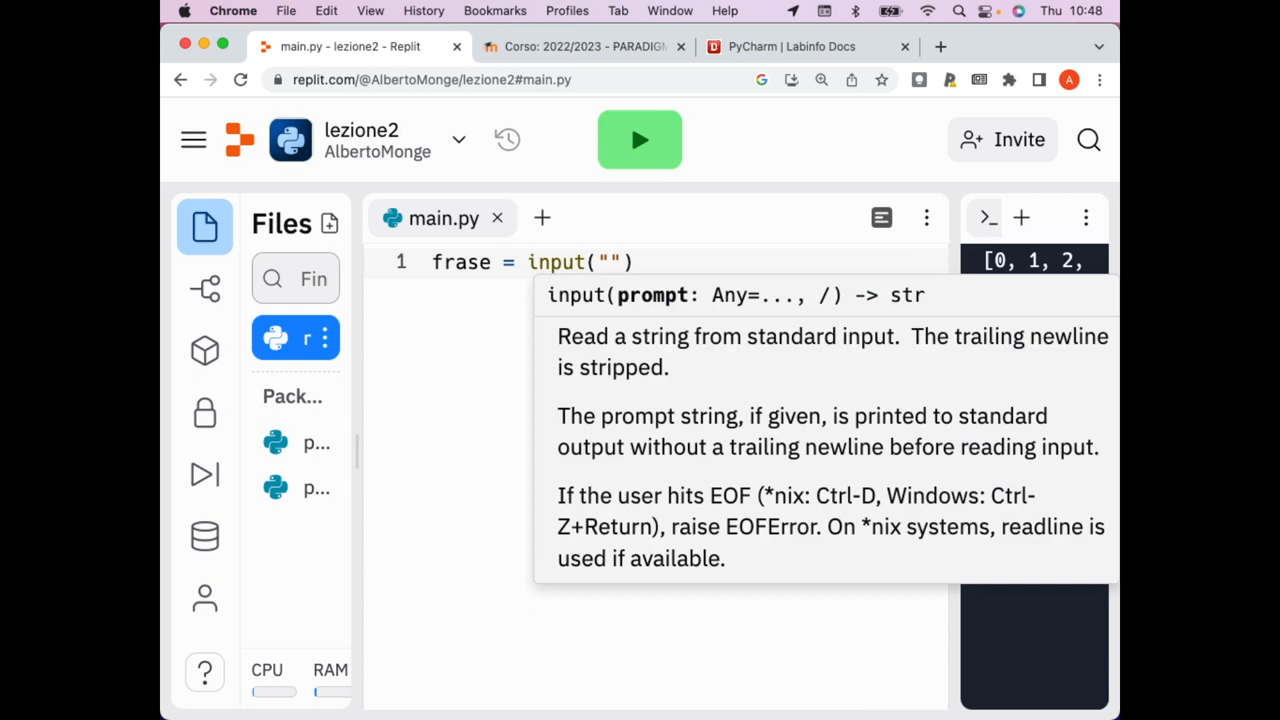 Chrome File Edit View History Bookmarks Profiles Tab Window Help Thu 10:48
main.py - lezione2 - Replit Corso: 2022/2023 - PARADIGM PyCharm | Labinfo Docs
replit.com/@AlbertoMonge/lezione2#main.py A
lezione2
AlbertoMonge
Invite
Files
main.py
1 frase = input("")
[0, 1, 2,
Fin
input(prompt: Any=..., /) -> str
r
Read a string from standard input. The trailing newline
is stripped.
Pack...
The prompt string, if given, is printed to standard
output without a trailing newline before reading input.
p...
p...
If the user hits EOF (*nix: Ctrl-D, Windows: Ctrl-
Z+Return), raise EOFError. On *nix systems, readline is
used if available.
CPU RAM